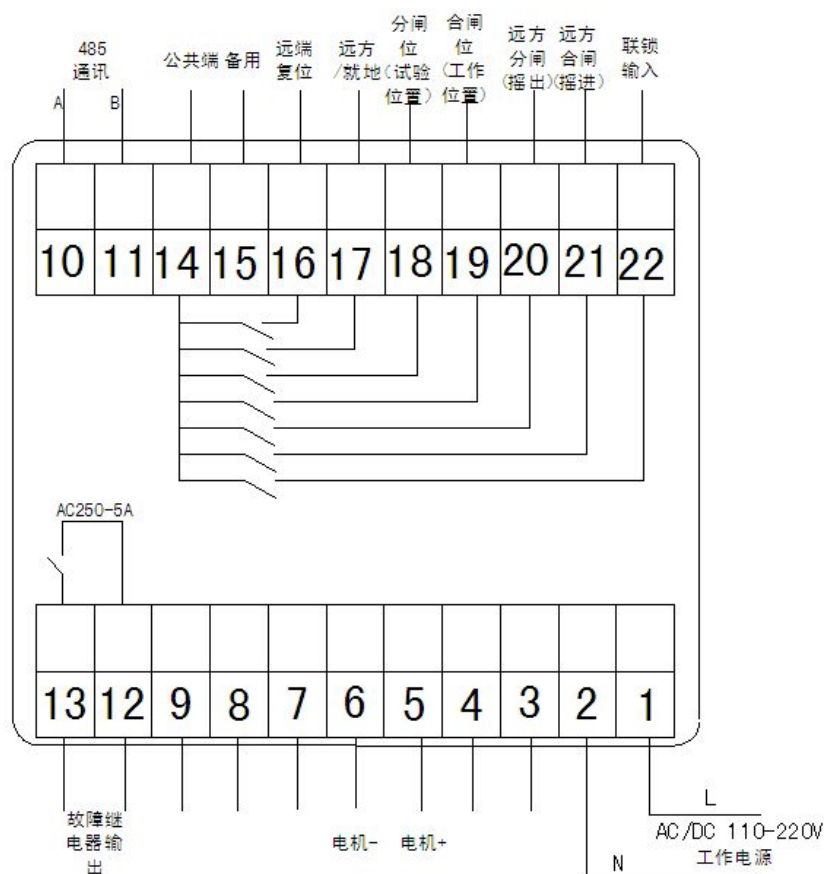 485
通讯
A
B
公共端
备用
远端
复位
远方
/就地
分闸
位
(试验
位置)
合闸
位
(工作
位置)
远方
分闸
(摇出)
远方
合闸
(摇进)
联锁
输入
10 11 14 15 16 17 18 19 20 21 22
AC250-5A
13 12 9 8 7 6 5 4 3 2 1
故障继
电器输
出
电机-
电机+
N
L
AC/DC 110-220V
工作电源